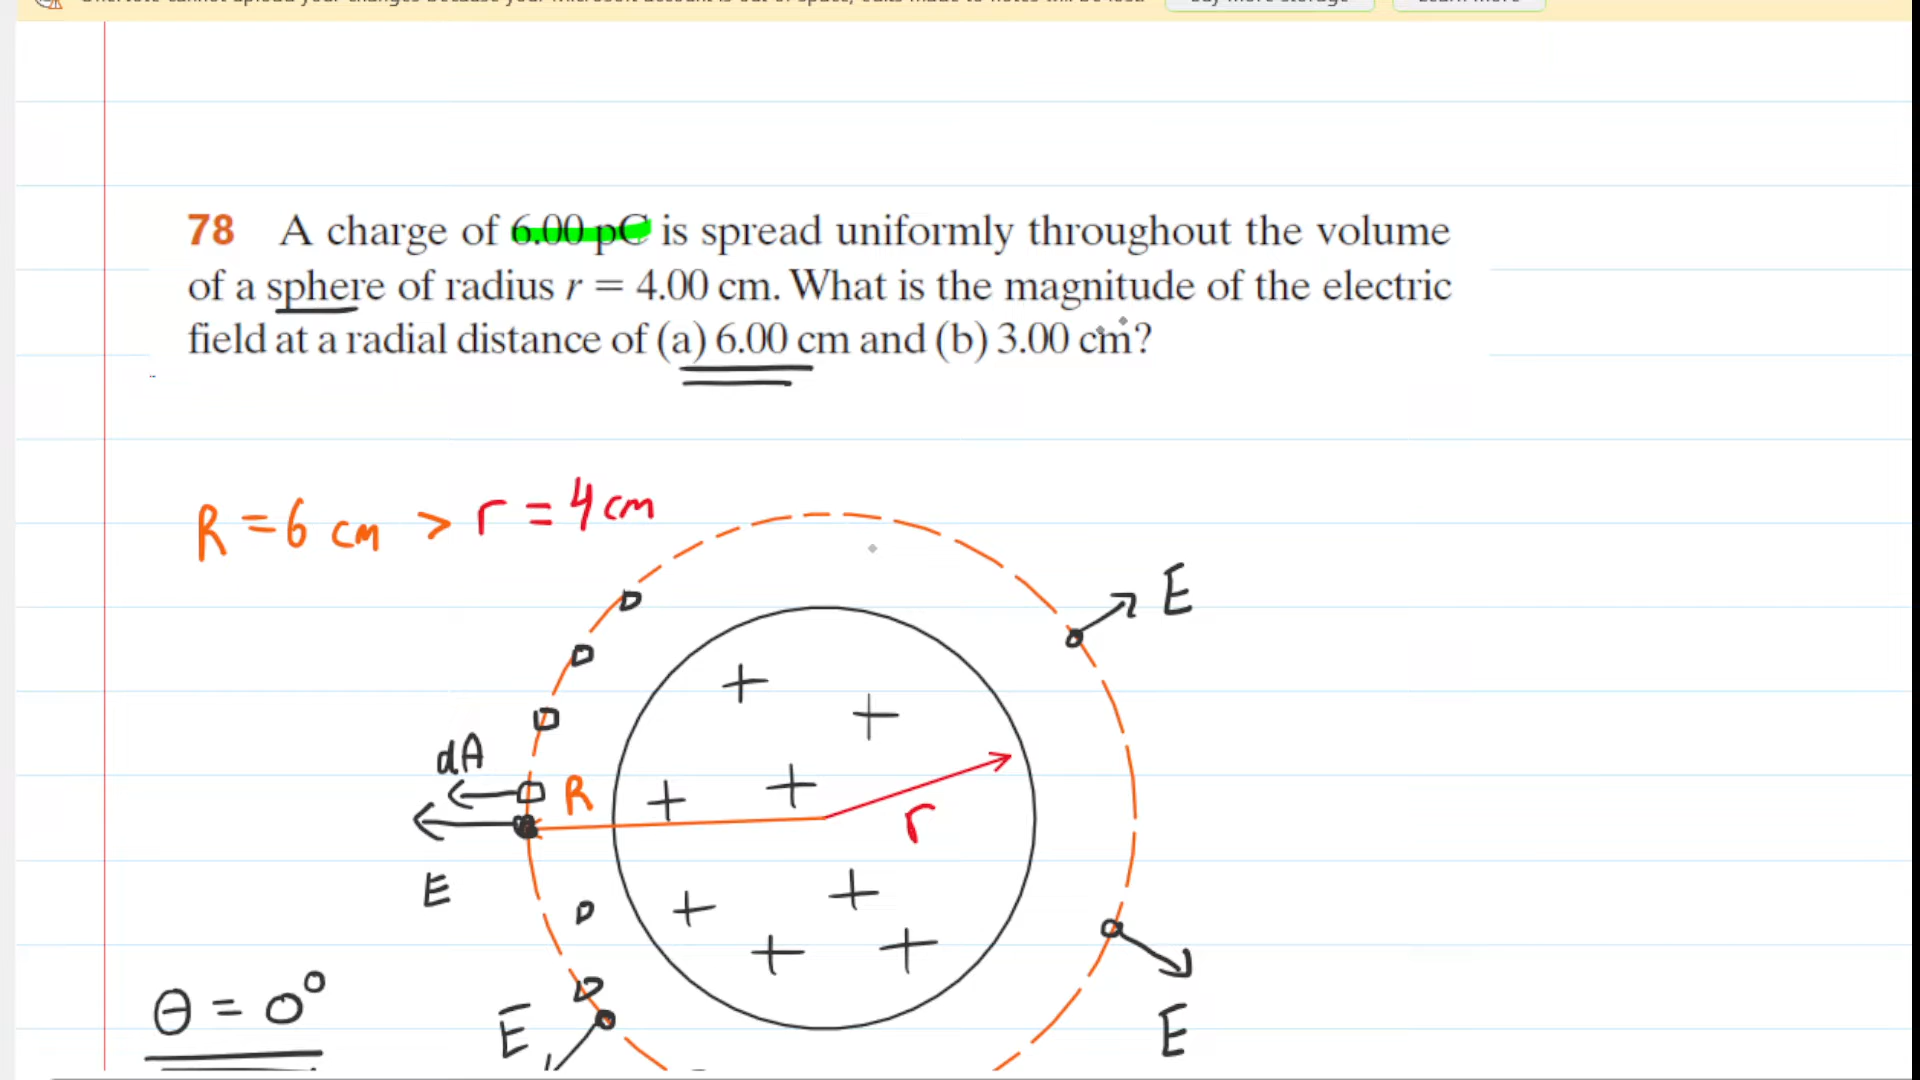 78 A charge of 6.00 pC is spread uniformly throughout the volume
of a sphere of radius r = 4.00 cm. What is the magnitude of the electric
field at a radial distance of (a) 6.00 cm and (b) 3.00 cm?
R = 6 cm > r = 4 cm
E
dA
R
r
E
θ = 0°
E
E